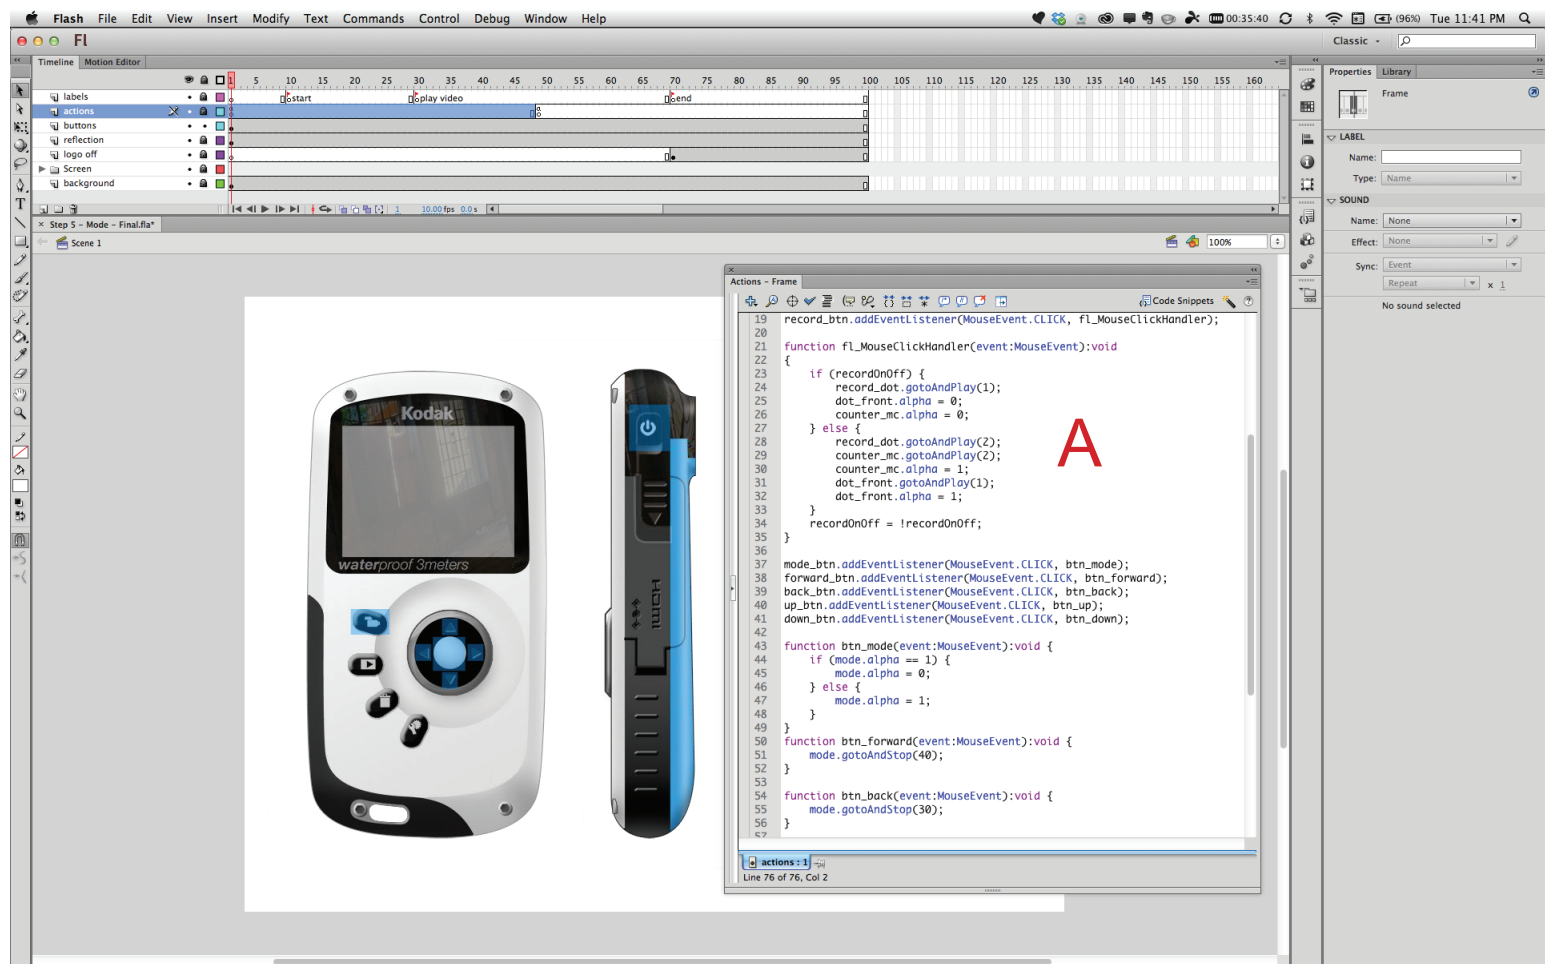 Flash File Edit View Insert Modify Text Commands Control Debug Window Help 00:35:40 (96%) Tue 11:41 PM
Fl Classic
Timeline Motion Editor
1 5 10 15 20 25 30 35 40 45 50 55 60 65 70 75 80 85 90 95 100 105 110 115 120 125 130 135 140 145 150 155 160
labels start play video end
actions
buttons
reflection
logo off
Screen
background
1 10.00 fps 0.0 s
Step 5 – Mode – Final.fla*
Scene 1 100%
Properties Library
Frame
LABEL
Name:
Type: Name
SOUND
Name: None
Effect: None
Sync: Event
Repeat x 1
No sound selected
Kodak
waterproof 3meters
HDMI
Actions – Frame
Code Snippets
19 record_btn.addEventListener(MouseEvent.CLICK, fl_MouseClickHandler);
20
21 function fl_MouseClickHandler(event:MouseEvent):void
22 {
23 if (recordOnOff) {
24 record_dot.gotoAndPlay(1);
25 dot_front.alpha = 0;
26 counter_mc.alpha = 0;
27 } else {
28 record_dot.gotoAndPlay(2);
29 counter_mc.gotoAndPlay(2);
30 counter_mc.alpha = 1;
31 dot_front.gotoAndPlay(1);
32 dot_front.alpha = 1;
33 }
34 recordOnOff = !recordOnOff;
35 }
36
37 mode_btn.addEventListener(MouseEvent.CLICK, btn_mode);
38 forward_btn.addEventListener(MouseEvent.CLICK, btn_forward);
39 back_btn.addEventListener(MouseEvent.CLICK, btn_back);
40 up_btn.addEventListener(MouseEvent.CLICK, btn_up);
41 down_btn.addEventListener(MouseEvent.CLICK, btn_down);
42
43 function btn_mode(event:MouseEvent):void {
44 if (mode.alpha == 1) {
45 mode.alpha = 0;
46 } else {
47 mode.alpha = 1;
48 }
49 }
50 function btn_forward(event:MouseEvent):void {
51 mode.gotoAndStop(40);
52 }
53
54 function btn_back(event:MouseEvent):void {
55 mode.gotoAndStop(30);
56 }
57
A
actions : 1
Line 76 of 76, Col 2